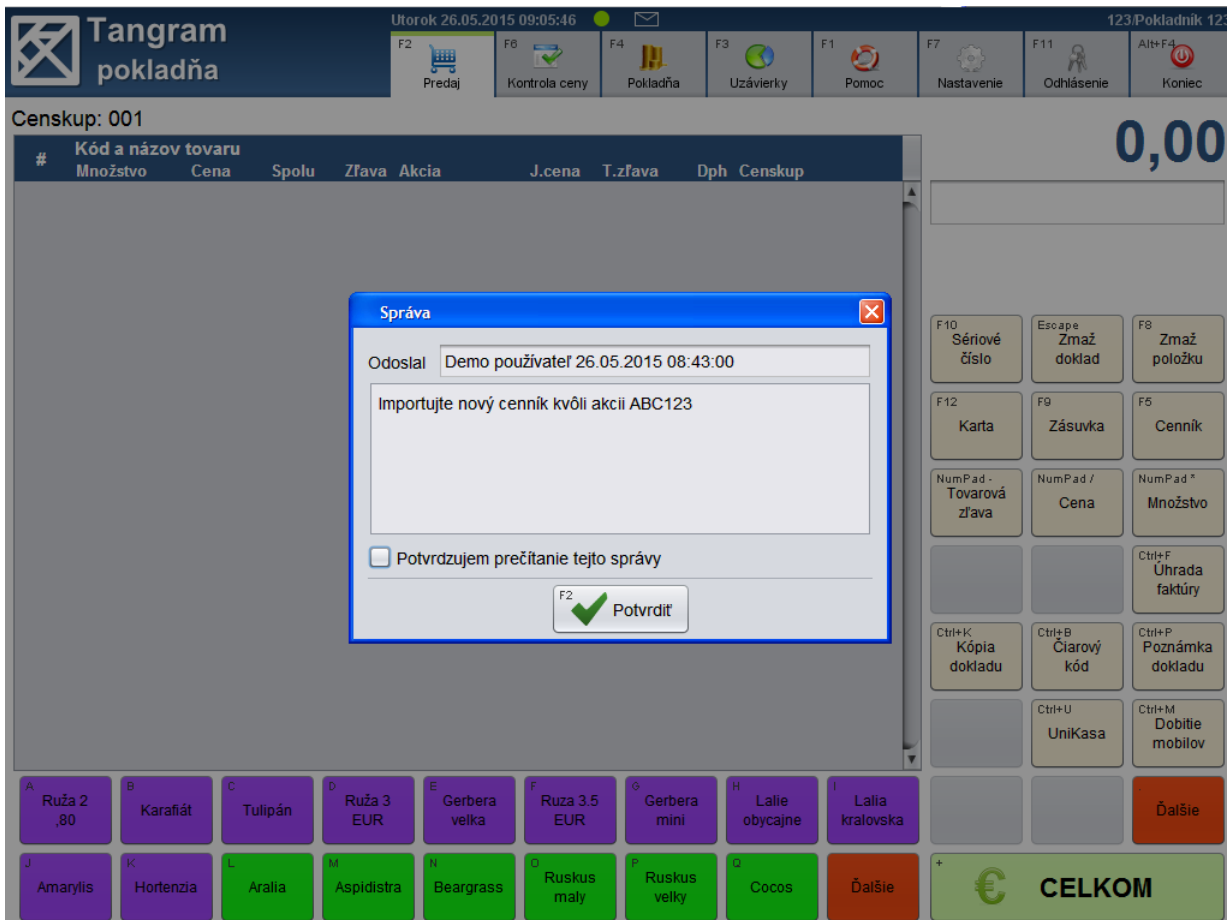 Tangram
pokladňa
Utorok 26.05.2015 09:05:46
123/Pokladník 123
F2
Predaj
F6
Kontrola ceny
F4
Pokladňa
F3
Uzávierky
F1
Pomoc
F7
Nastavenie
F11
Odhlásenie
Alt+F4
Koniec
Censkup: 001
0,00
# Kód a názov tovaru
Množstvo Cena Spolu Zľava Akcia J.cena T.zľava Dph Censkup
Správa
Odoslal Demo používateľ 26.05.2015 08:43:00
Importujte nový cenník kvôli akcii ABC123
Potvrdzujem prečítanie tejto správy
F2
Potvrdiť
F10
Sériové
číslo
Escape
Zmaž
doklad
F8
Zmaž
položku
F12
Karta
F9
Zásuvka
F5
Cenník
NumPad -
Tovarová
zľava
NumPad /
Cena
NumPad *
Množstvo
Ctrl+F
Úhrada
faktúry
Ctrl+K
Kópia
dokladu
Ctrl+B
Čiarový
kód
Ctrl+P
Poznámka
dokladu
Ctrl+U
UniKasa
Ctrl+M
Dobitie
mobilov
A
Ruža 2
,80
B
Karafiát
C
Tulipán
D
Ruža 3
EUR
E
Gerbera
velka
F
Ruza 3.5
EUR
G
Gerbera
mini
H
Lalie
obycajne
I
Lalia
kralovska
.
Ďalšie
J
Amarylis
K
Hortenzia
L
Aralia
M
Aspidistra
N
Beargrass
O
Ruskus
maly
P
Ruskus
velky
Q
Cocos
Ďalšie
+
€ CELKOM